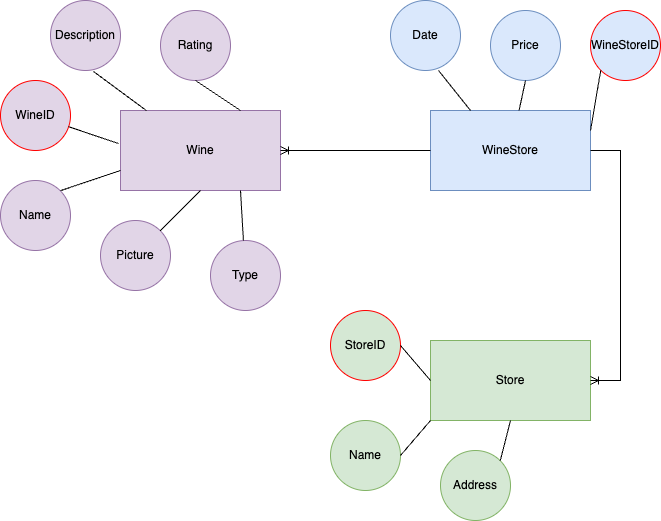 Description
Rating
Date
Price
WineStoreID
WineID
Wine
WineStore
Name
Picture
Type
StoreID
Store
Name
Address